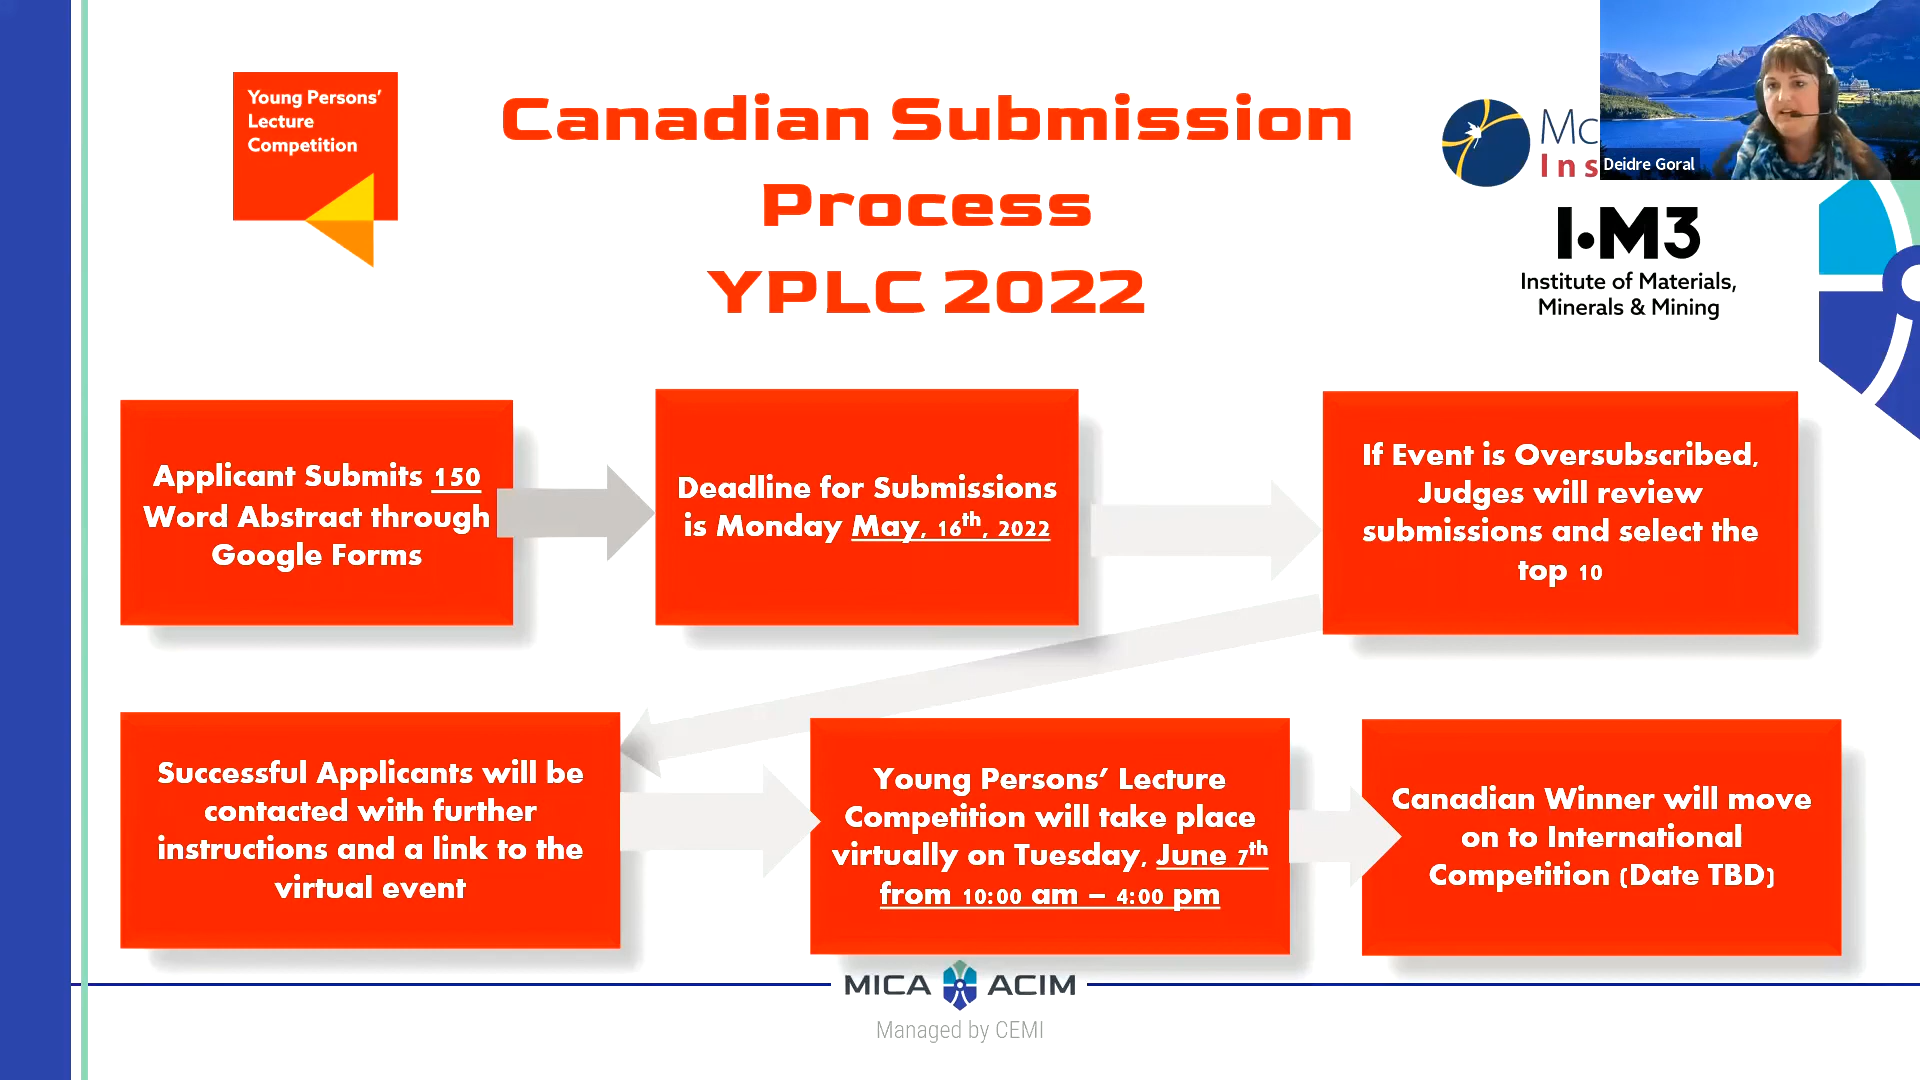 Young Persons’
Lecture
Competition
Canadian Submission
Process
YPLC 2022
Mc
Ins
Deidre Goral
I•M3
Institute of Materials,
Minerals & Mining
Applicant Submits 150
Word Abstract through
Google Forms
Deadline for Submissions
is Monday May, 16th, 2022
If Event is Oversubscribed,
Judges will review
submissions and select the
top 10
Successful Applicants will be
contacted with further
instructions and a link to the
virtual event
Young Persons’ Lecture
Competition will take place
virtually on Tuesday, June 7th
from 10:00 am – 4:00 pm
Canadian Winner will move
on to International
Competition (Date TBD)
MICA ACIM
Managed by CEMI